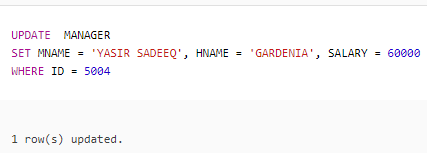 UPDATE  MANAGER
SET MNAME = 'YASIR SADEEQ', HNAME = 'GARDENIA', SALARY = 60000
WHERE ID = 5004
1 row(s) updated.